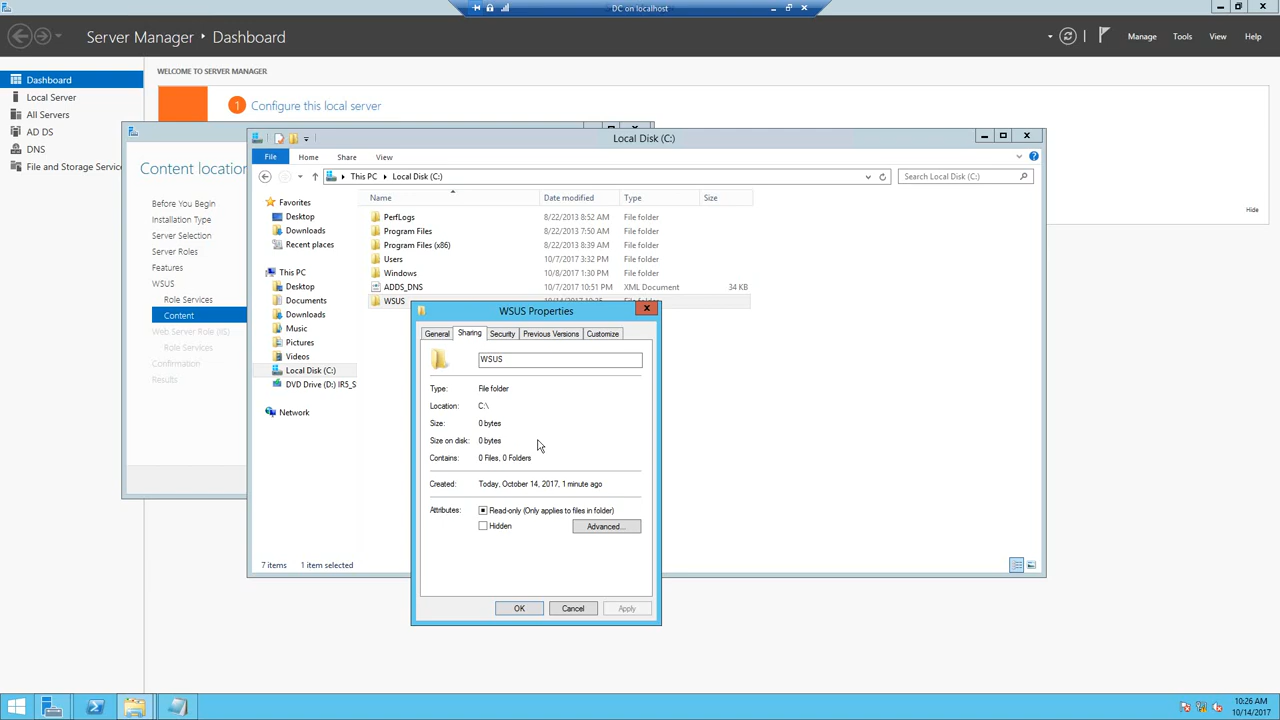 DC on localhost
Server Manager • Dashboard
Manage Tools View Help
Dashboard
Local Server
All Servers
AD DS
DNS
File and Storage Service
WELCOME TO SERVER MANAGER
1 Configure this local server
Hide
Content location
Before You Begin
Installation Type
Server Selection
Server Roles
Features
WSUS
Role Services
Content
Web Server Role (IIS)
Role Services
Confirmation
Results
Local Disk (C:)
File Home Share View
This PC Local Disk (C:)
Search Local Disk (C:)
Favorites
Desktop
Downloads
Recent places
This PC
Desktop
Documents
Downloads
Music
Pictures
Videos
Local Disk (C:)
DVD Drive (D:) IR5_S
Network
Name Date modified Type Size
PerfLogs 8/22/2013 8:52 AM File folder
Program Files 8/22/2013 7:50 AM File folder
Program Files (x86) 8/22/2013 8:39 AM File folder
Users 10/7/2017 3:32 PM File folder
Windows 10/8/2017 1:30 PM File folder
ADDS_DNS 10/7/2017 10:51 PM XML Document 34 KB
WSUS
7 items 1 item selected
WSUS Properties
General Sharing Security Previous Versions Customize
WSUS
Type: File folder
Location: C:\
Size: 0 bytes
Size on disk: 0 bytes
Contains: 0 Files, 0 Folders
Created: Today, October 14, 2017, 1 minute ago
Attributes: Read-only (Only applies to files in folder)
Hidden
Advanced...
OK Cancel Apply
10:26 AM
10/14/2017